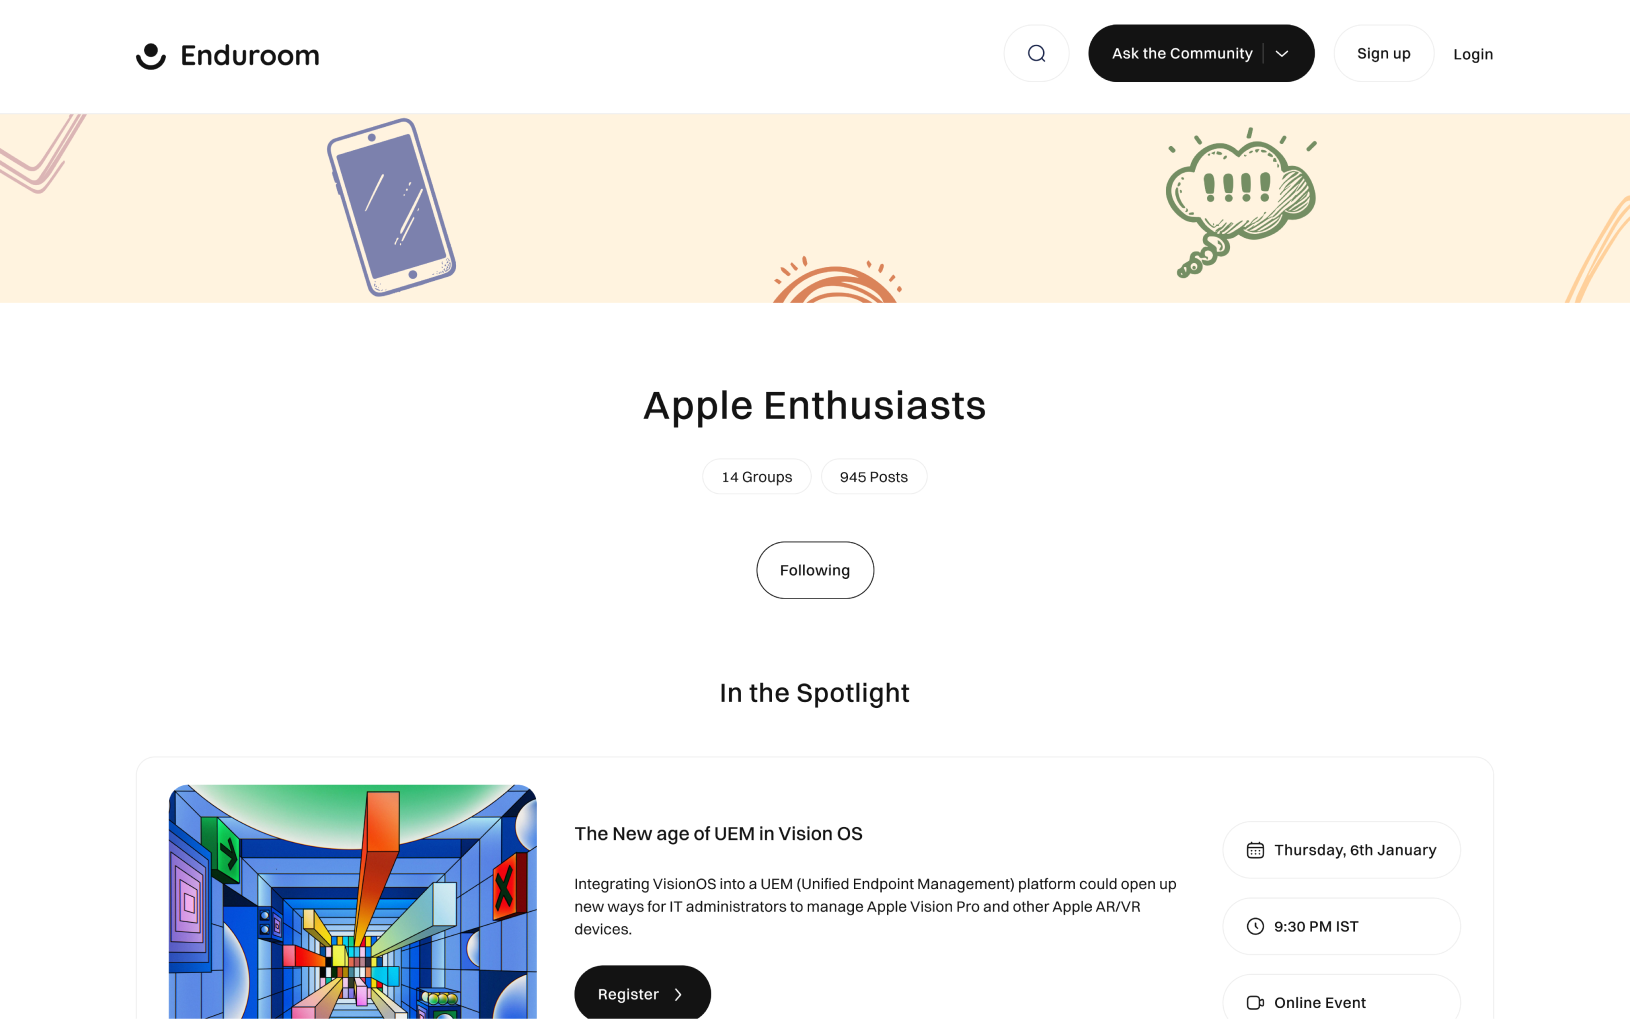 Enduroom
Ask the Community
Sign up
Login
!!!!
Apple Enthusiasts
14 Groups
945 Posts
Following
In the Spotlight
The New age of UEM in Vision OS
Integrating VisionOS into a UEM (Unified Endpoint Management) platform could open up
new ways for IT administrators to manage Apple Vision Pro and other Apple AR/VR
devices.
Register
Thursday, 6th January
9:30 PM IST
Online Event